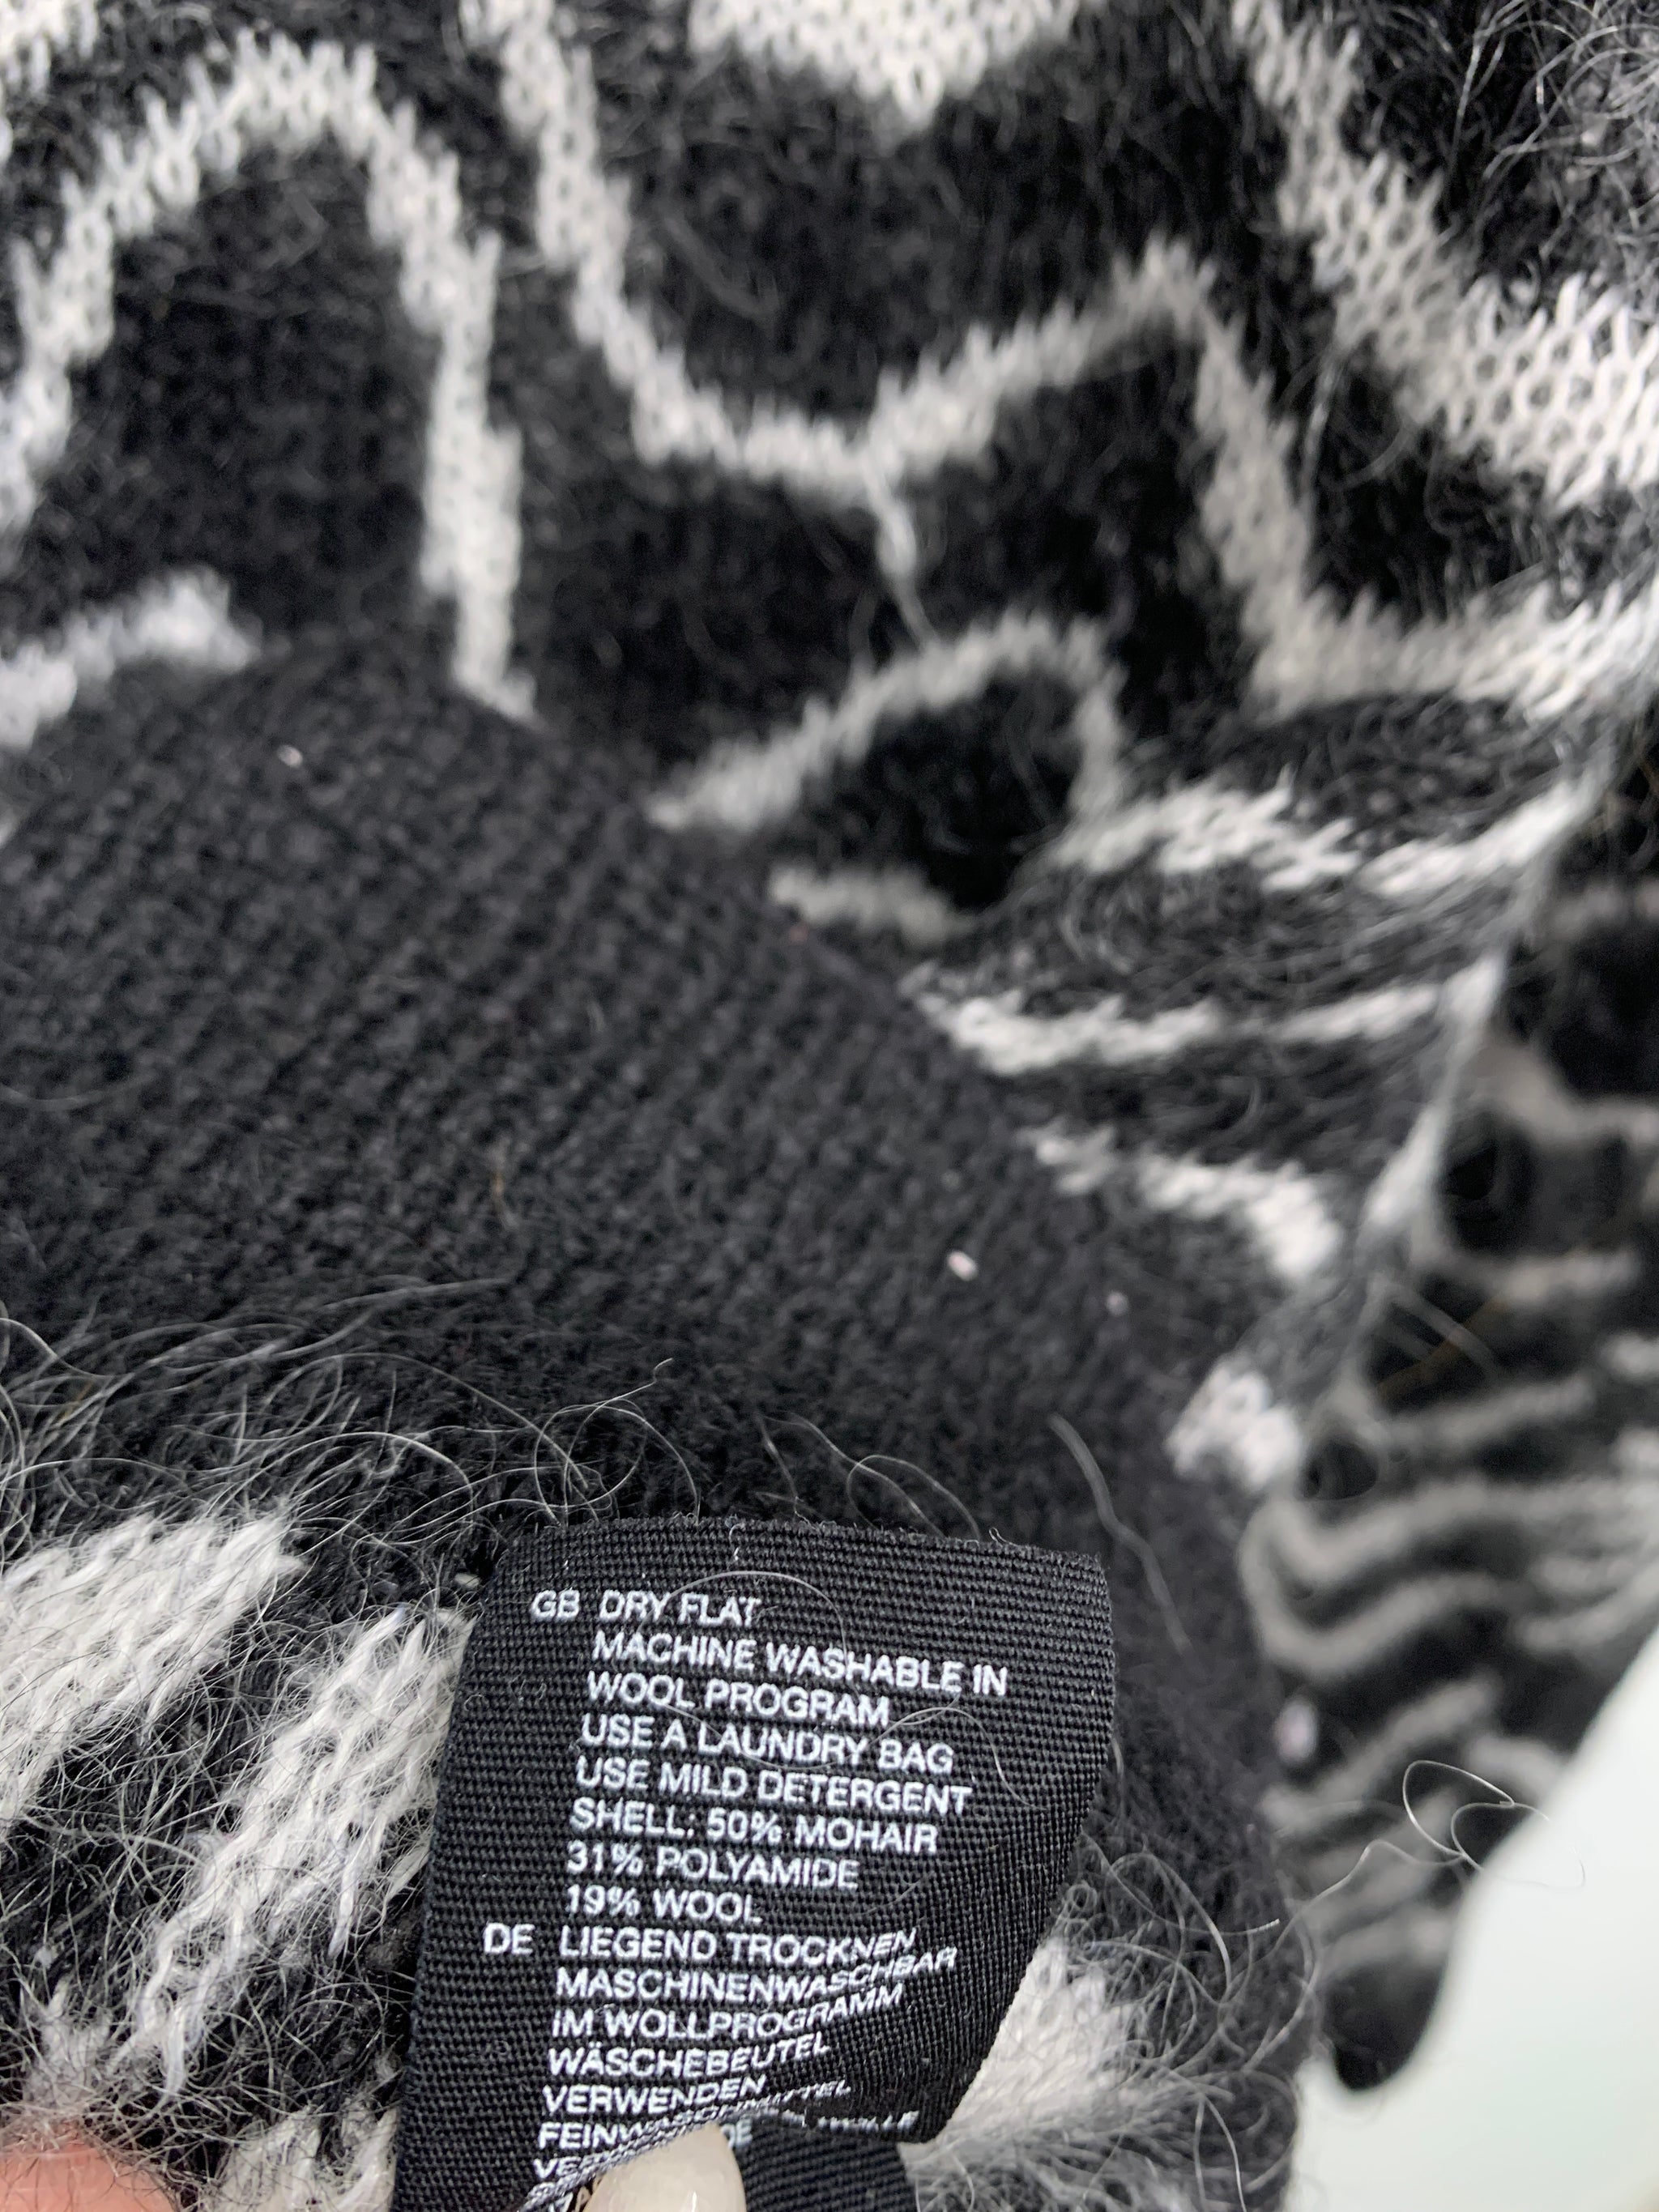 GB DRY FLAT
MACHINE WASHABLE IN
WOOL PROGRAM
USE A LAUNDRY BAG
USE MILD DETERGENT
SHELL: 50% MOHAIR
31% POLYAMIDE
19% WOOL
DE LIEGEND TROCKNEN
MASCHINENWASCHBAR
IM WOLLPROGRAMM
WÄSCHEBEUTEL
VERWENDEN